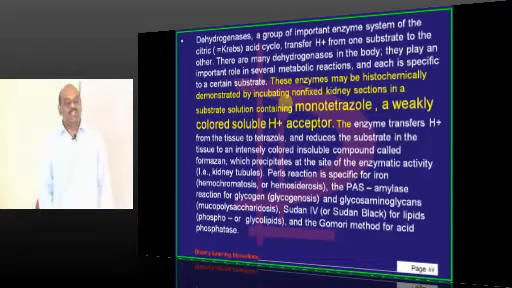 • Dehydrogenases, a group of important enzyme system of the
citric ( =Krebs) acid cycle, transfer H+ from one substrate to the
other. There are many dehydrogenases in the body; they play an
important role in several metabolic reactions, and each is specific
to a certain substrate. These enzymes may be histochemically
demonstrated by incubating nonfixed kidney sections in a
substrate solution containing monotetrazole , a weakly
colored soluble H+ acceptor. The enzyme transfers H+
from the tissue to tetrazole, and reduces the substrate in the
tissue to an intensely colored insoluble compound called
formazan, which precipitates at the site of the enzymatic activity
(I.e., kidney tubules). Perls reaction is specific for iron
(hemochromatosis, or hemosiderosis), the PAS – amylase
reaction for glycogen (glycogenosis) and glycosaminoglycans
(mucopolysaccharidosis), Sudan IV (or Sudan Black) for lipids
(phospho – or glycolipids), and the Gomori method for acid
phosphatase.
Page